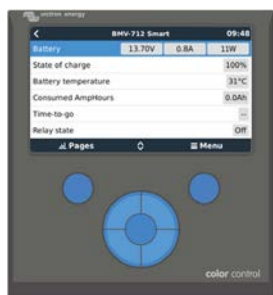 victron energy
BMV-712 Smart 09:48
Battery 13.70V 0.8A 11W
State of charge 100%
Battery temperature 31°C
Consumed AmpHours 0.0Ah
Time-to-go --
Relay state Off
Pages Menu
color control